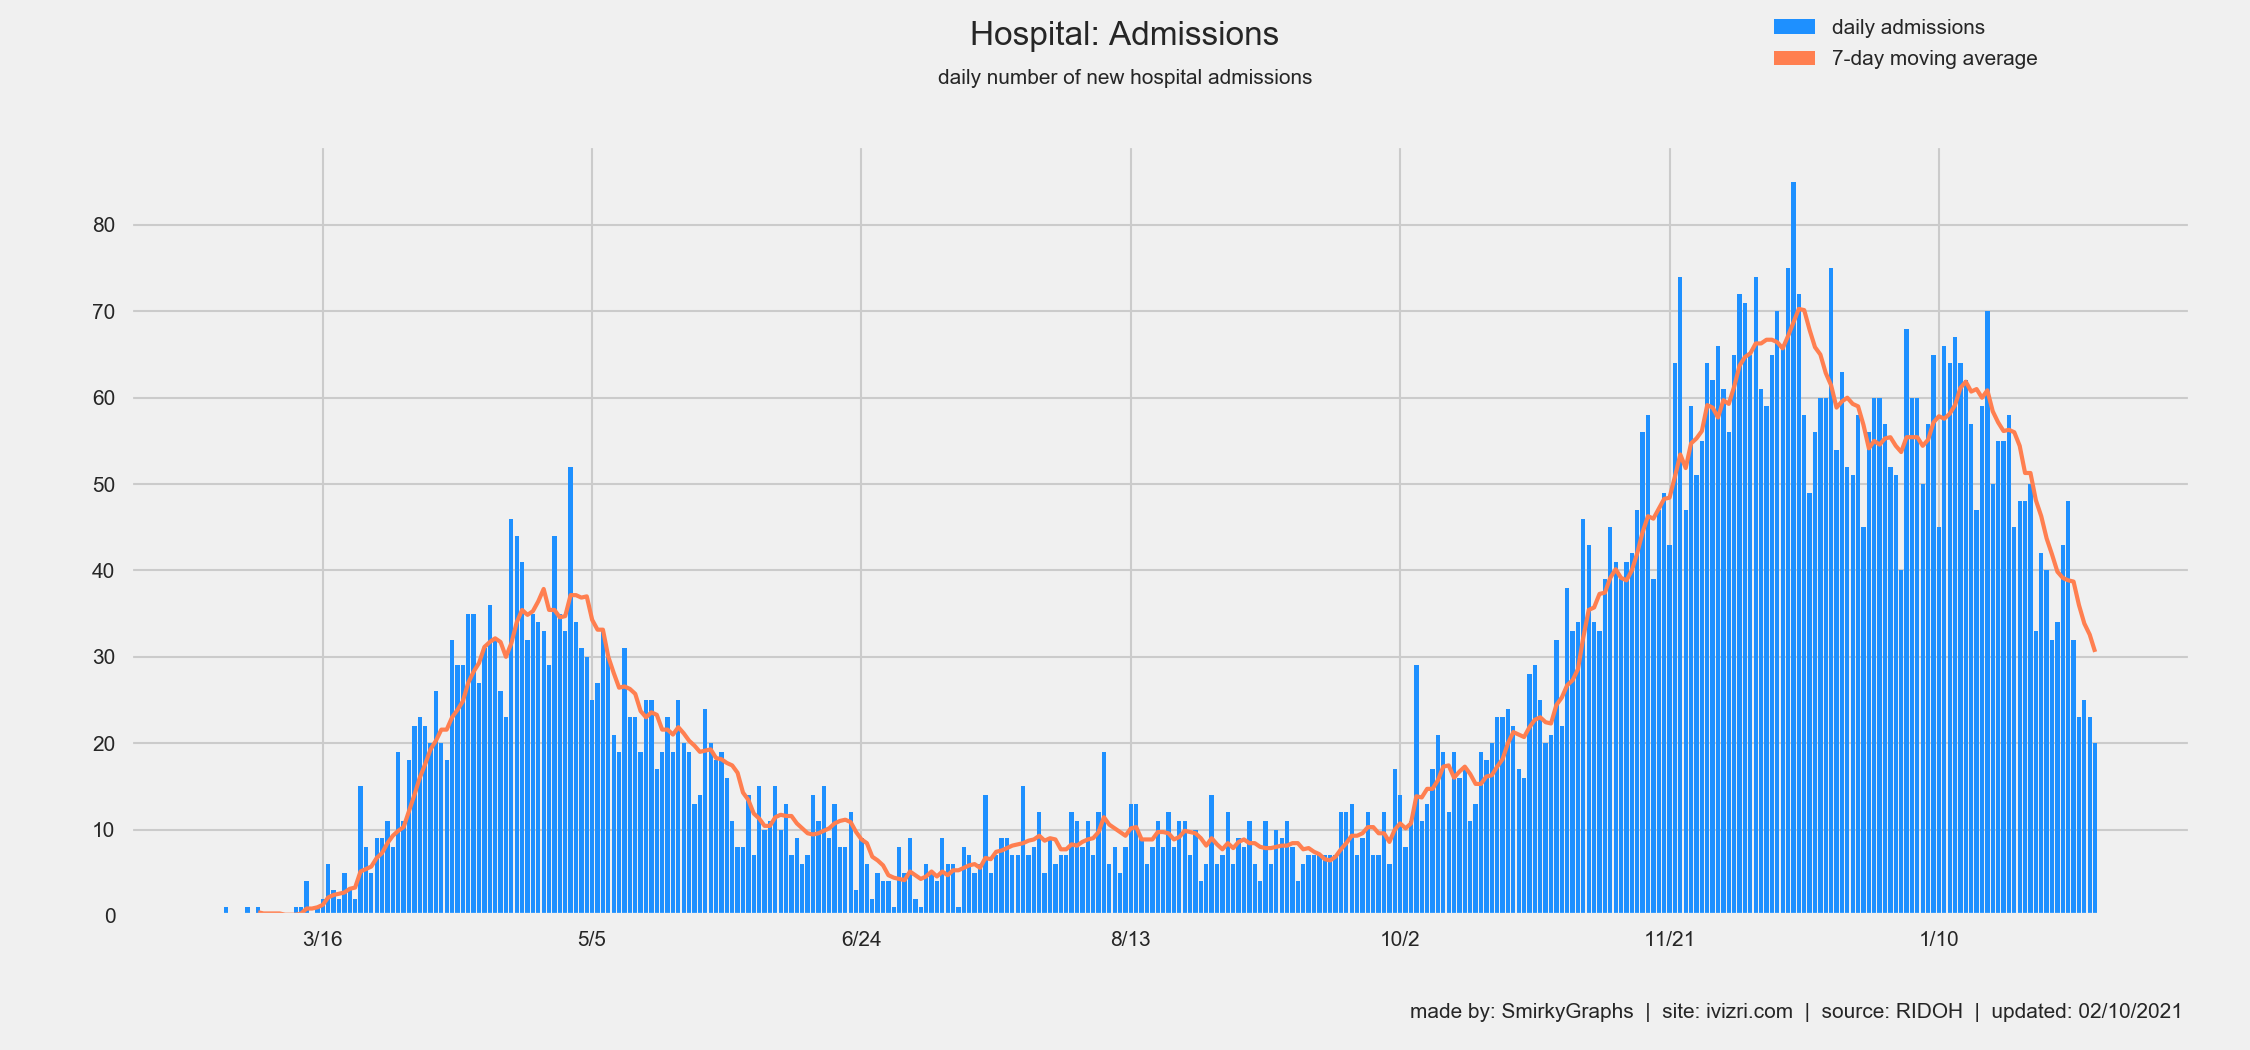 Hospital: Admissions
daily number of new hospital admissions
daily admissions
7-day moving average
80
70
60
50
40
30
20
10
0
3/16 5/5 6/24 8/13 10/2 11/21 1/10
made by: SmirkyGraphs | site: ivizri.com | source: RIDOH | updated: 02/10/2021